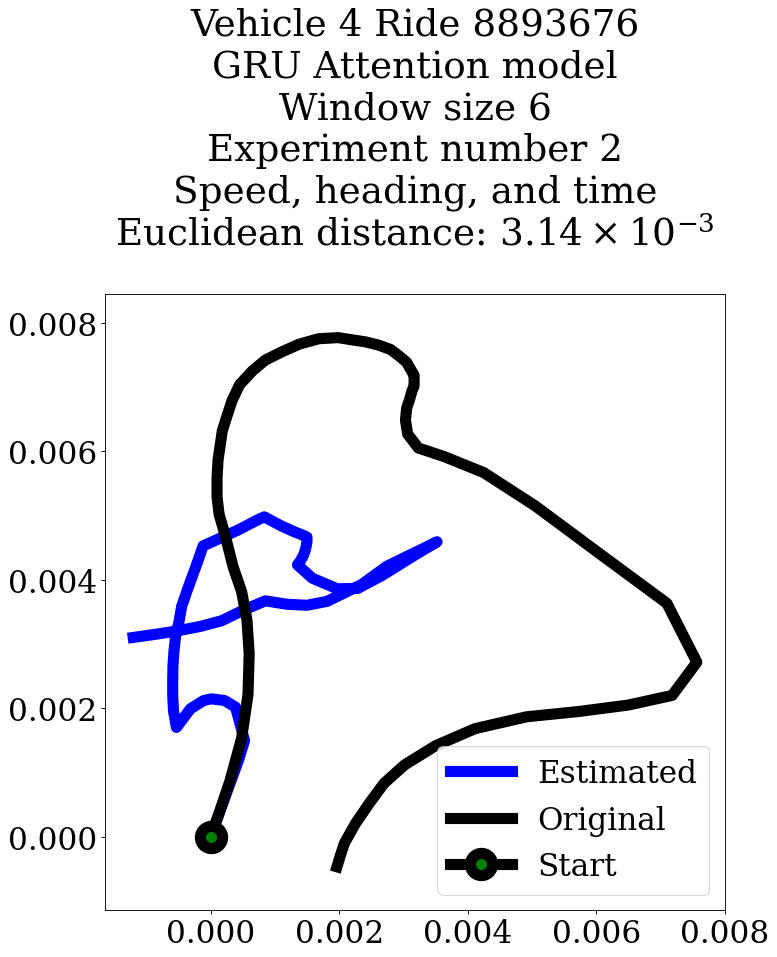 Vehicle 4 Ride 8893676
GRU Attention model
Window size 6
Experiment number 2
Speed, heading, and time
Euclidean distance: 3.14 × 10⁻³
0.008
0.006
0.004
0.002
0.000
Estimated
Original
Start
0.000 0.002 0.004 0.006 0.008